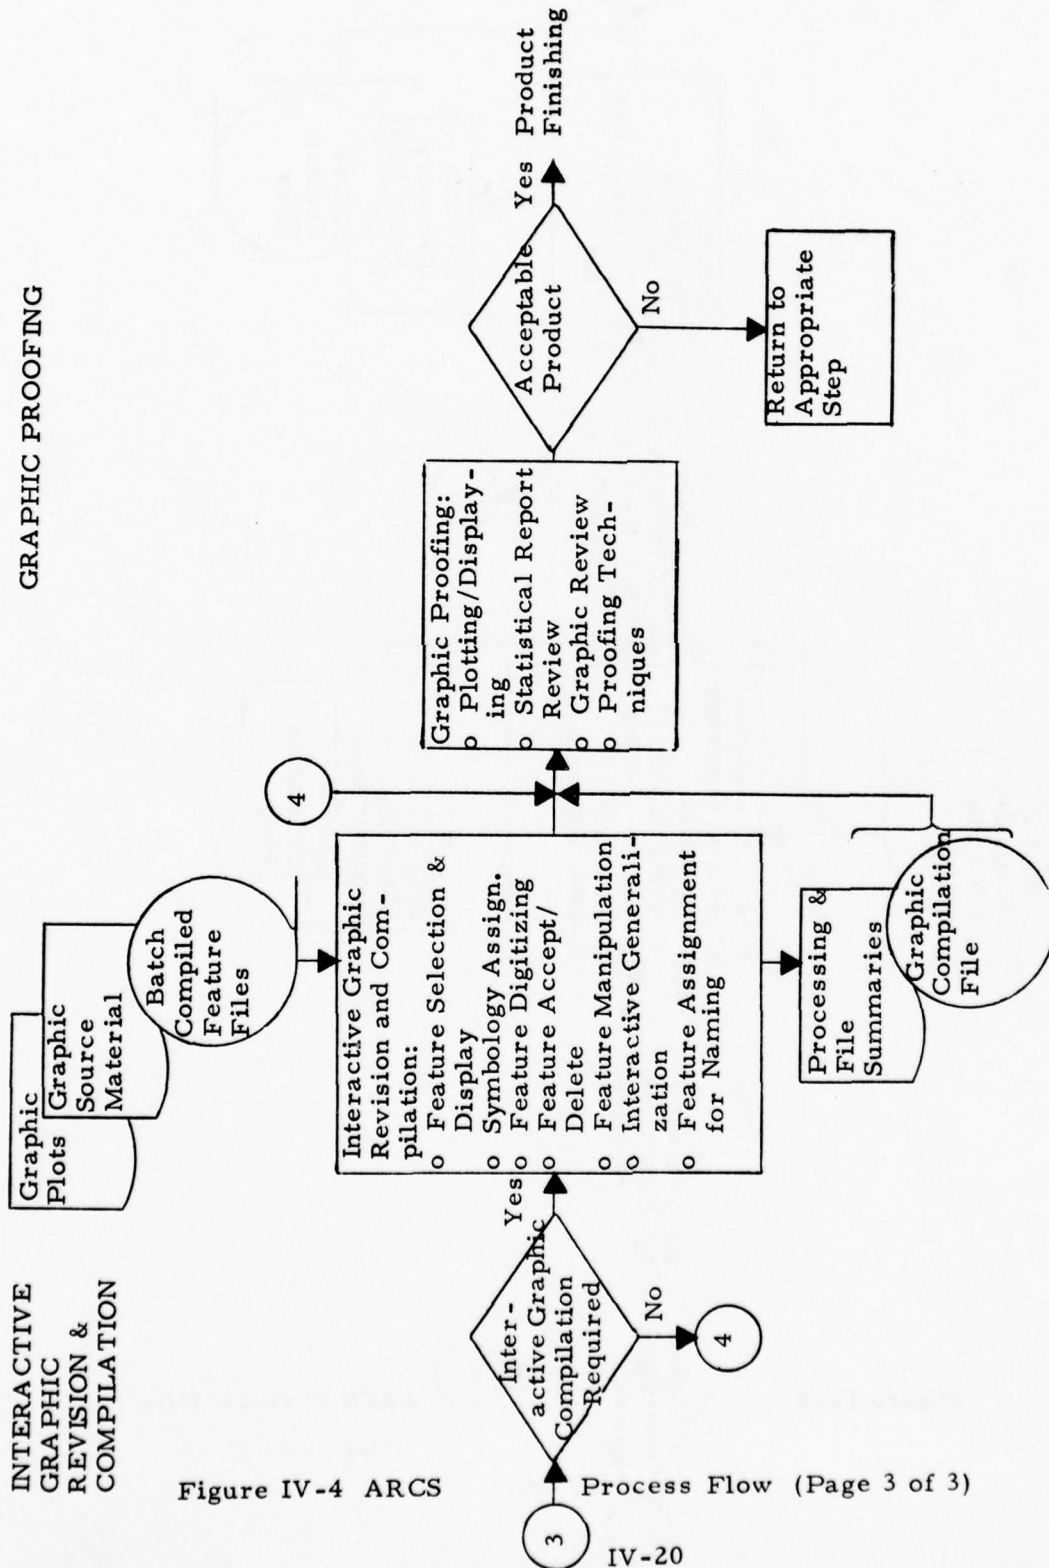 INTERACTIVE
GRAPHIC
REVISION &
COMPILATION
GRAPHIC PROOFING
Graphic
Plots
Graphic
Source
Material
Batch
Compiled
Feature
Files
3
Inter-
active Graphic
Compilation
Required
Yes
No
4
Interactive Graphic
Revision and Com-
pilation:
o Feature Selection &
Display
Symbology Assign.
o Feature Digitizing
o Feature Accept/
Delete
o Feature Manipulation
o Interactive Generali-
zation
o Feature Assignment
for Naming
4
Processing &
File
Summaries
Graphic
Compilation
File
Graphic Proofing:
o Plotting/Display-
ing
o Statistical Report
Review
o Graphic Review
o Proofing Tech-
niques
Acceptable
Product
Yes
Product
Finishing
No
Return to
Appropriate
Step
Figure IV-4 ARCS Process Flow (Page 3 of 3)
IV-20